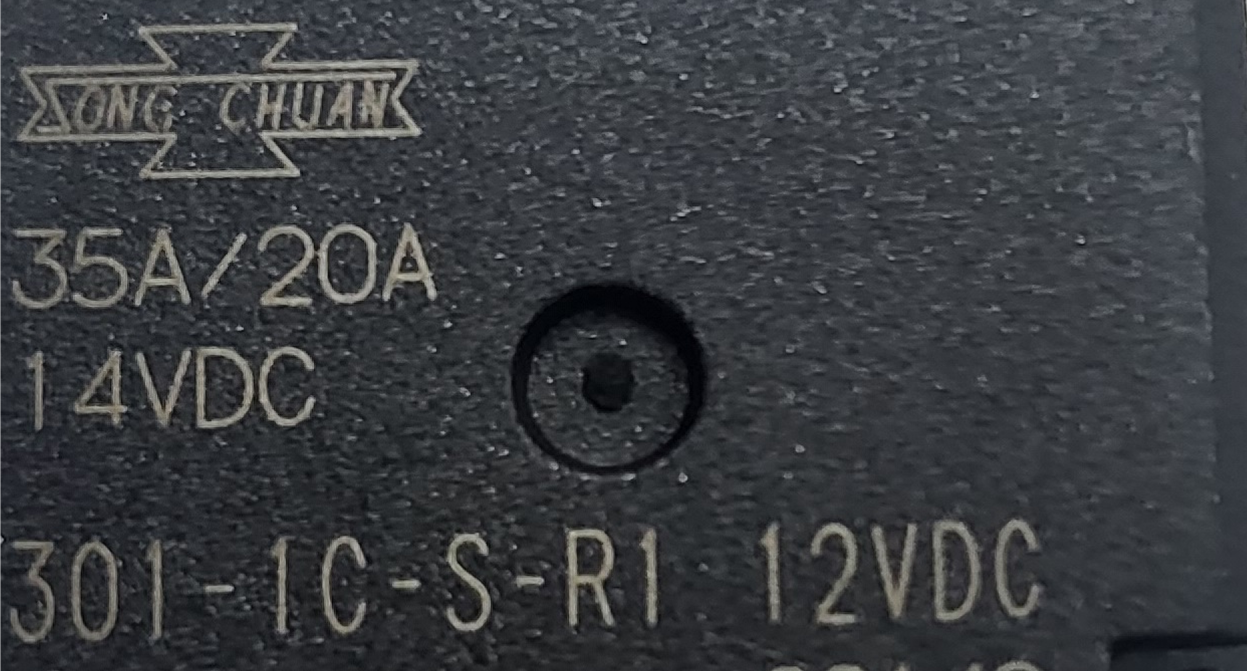 SONG CHUAN
35A/20A
14VDC
301-1C-S-R1 12VDC